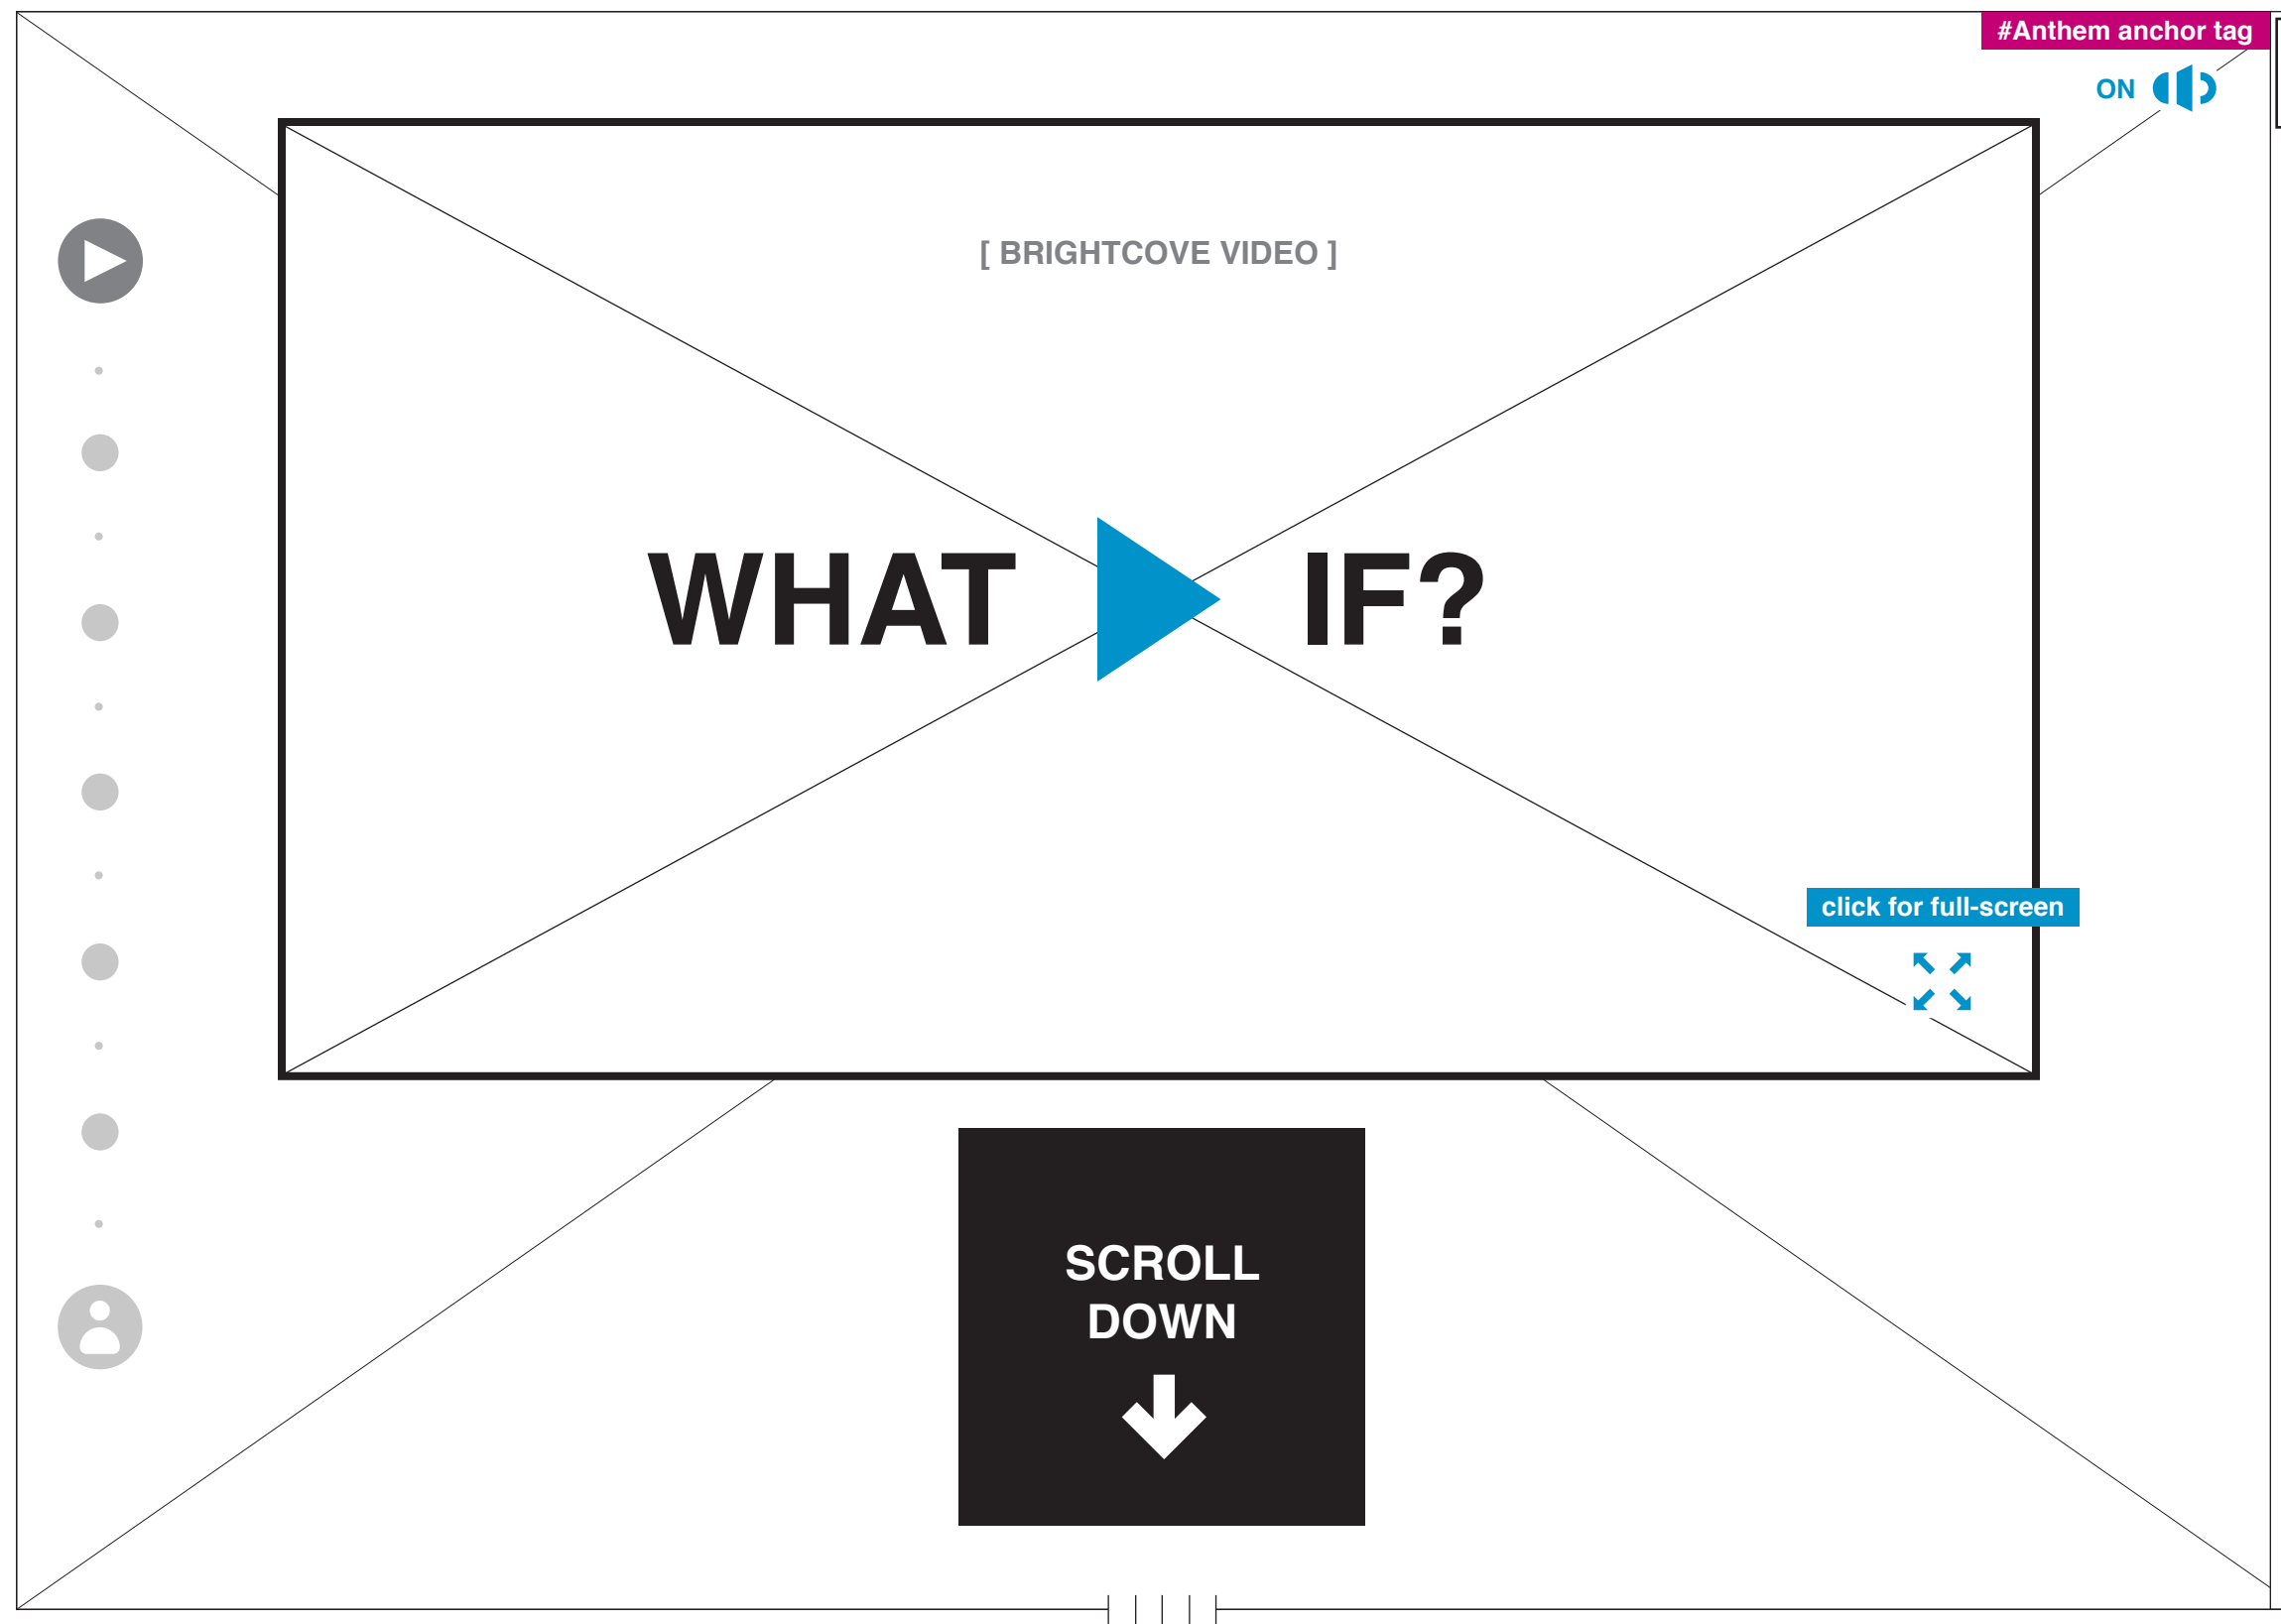 #Anthem anchor tag
ON
[ BRIGHTCOVE VIDEO ]
WHAT IF?
click for full-screen
SCROLL
DOWN